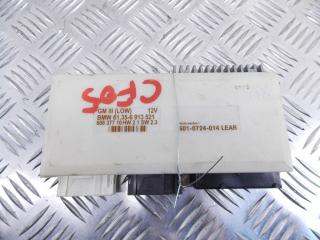 CF05
GM III (LOW) 12V
BMW 61.35-6 913 521
606 377 10 HW 2.1 SW 2.3
501-0724-014 LEAR